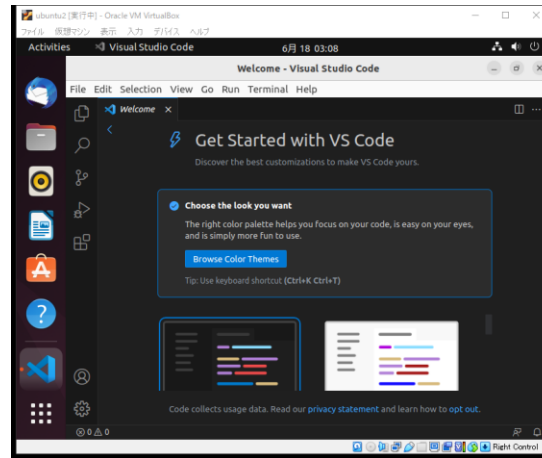 ubuntu2 [実行中] - Oracle VM VirtualBox
ファイル 仮想マシン 表示 入力 デバイス ヘルプ
Activities Visual Studio Code 6月 18 03:08
Welcome - Visual Studio Code
File Edit Selection View Go Run Terminal Help
Welcome
Get Started with VS Code
Discover the best customizations to make VS Code yours.
Choose the look you want
The right color palette helps you focus on your code, is easy on your eyes,
and is simply more fun to use.
Browse Color Themes
Tip: Use keyboard shortcut (Ctrl+K Ctrl+T)
Code collects usage data. Read our privacy statement and learn how to opt out.
0 0
Right Control